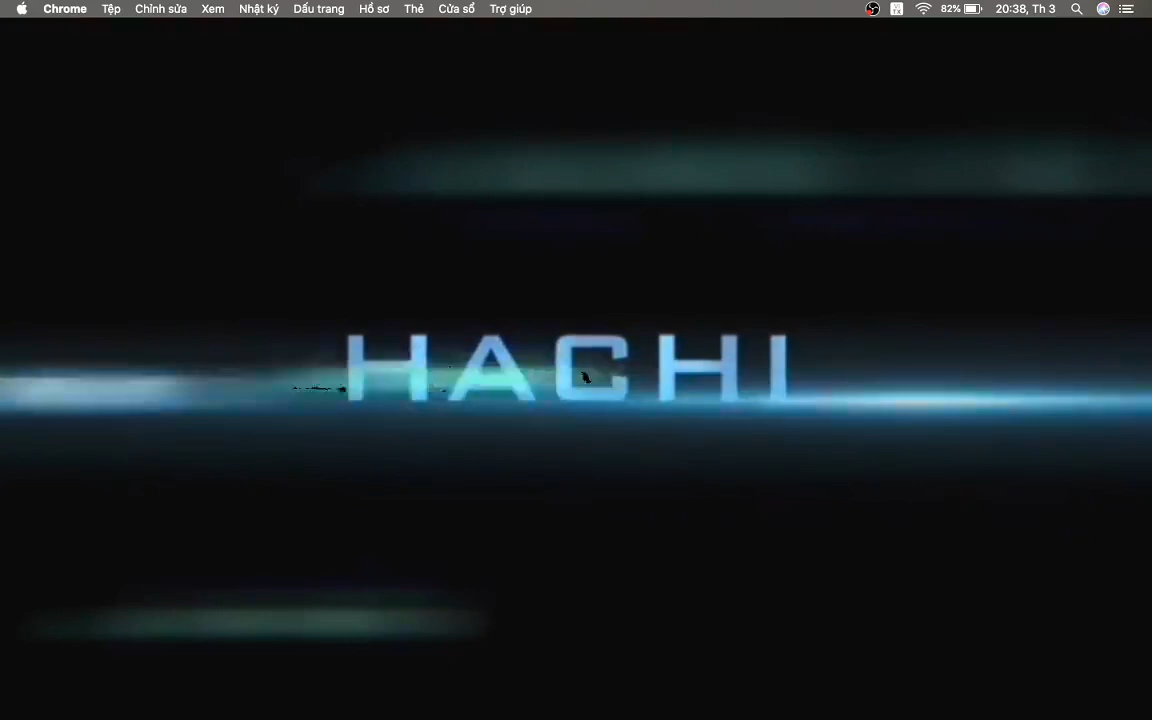 Chrome Tệp Chỉnh sửa Xem Nhật ký Dấu trang Hồ sơ Thẻ Cửa sổ Trợ giúp 82% 20:38, Th 3
HACHI